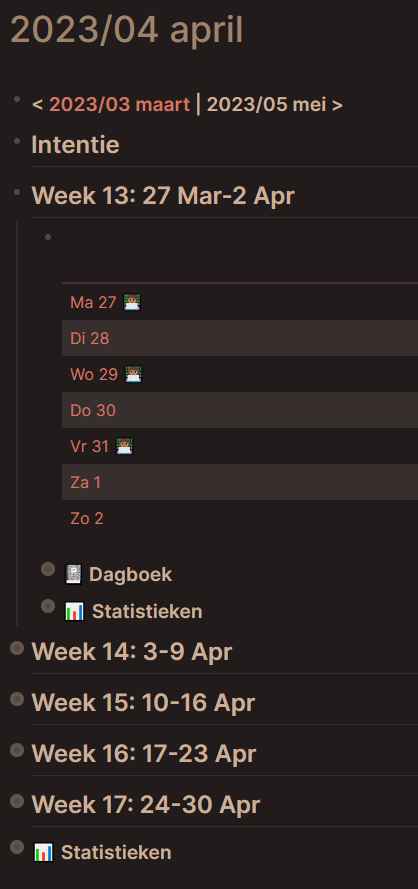 2023/04 april
< 2023/03 maart | 2023/05 mei >
Intentie
Week 13: 27 Mar-2 Apr
Ma 27
Di 28
Wo 29
Do 30
Vr 31
Za 1
Zo 2
Dagboek
Statistieken
Week 14: 3-9 Apr
Week 15: 10-16 Apr
Week 16: 17-23 Apr
Week 17: 24-30 Apr
Statistieken